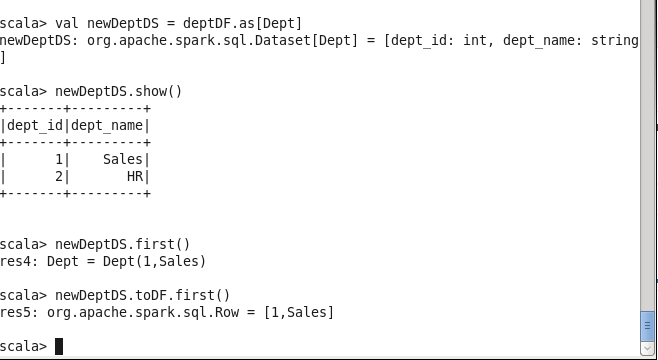 scala> val newDeptDS = deptDF.as[Dept]
newDeptDS: org.apache.spark.sql.Dataset[Dept] = [dept_id: int, dept_name: string
]
scala> newDeptDS.show()
+-------+---------+
|dept_id|dept_name|
+-------+---------+
|      1|    Sales|
|      2|       HR|
+-------+---------+
scala> newDeptDS.first()
res4: Dept = Dept(1,Sales)
scala> newDeptDS.toDF.first()
res5: org.apache.spark.sql.Row = [1,Sales]
scala>